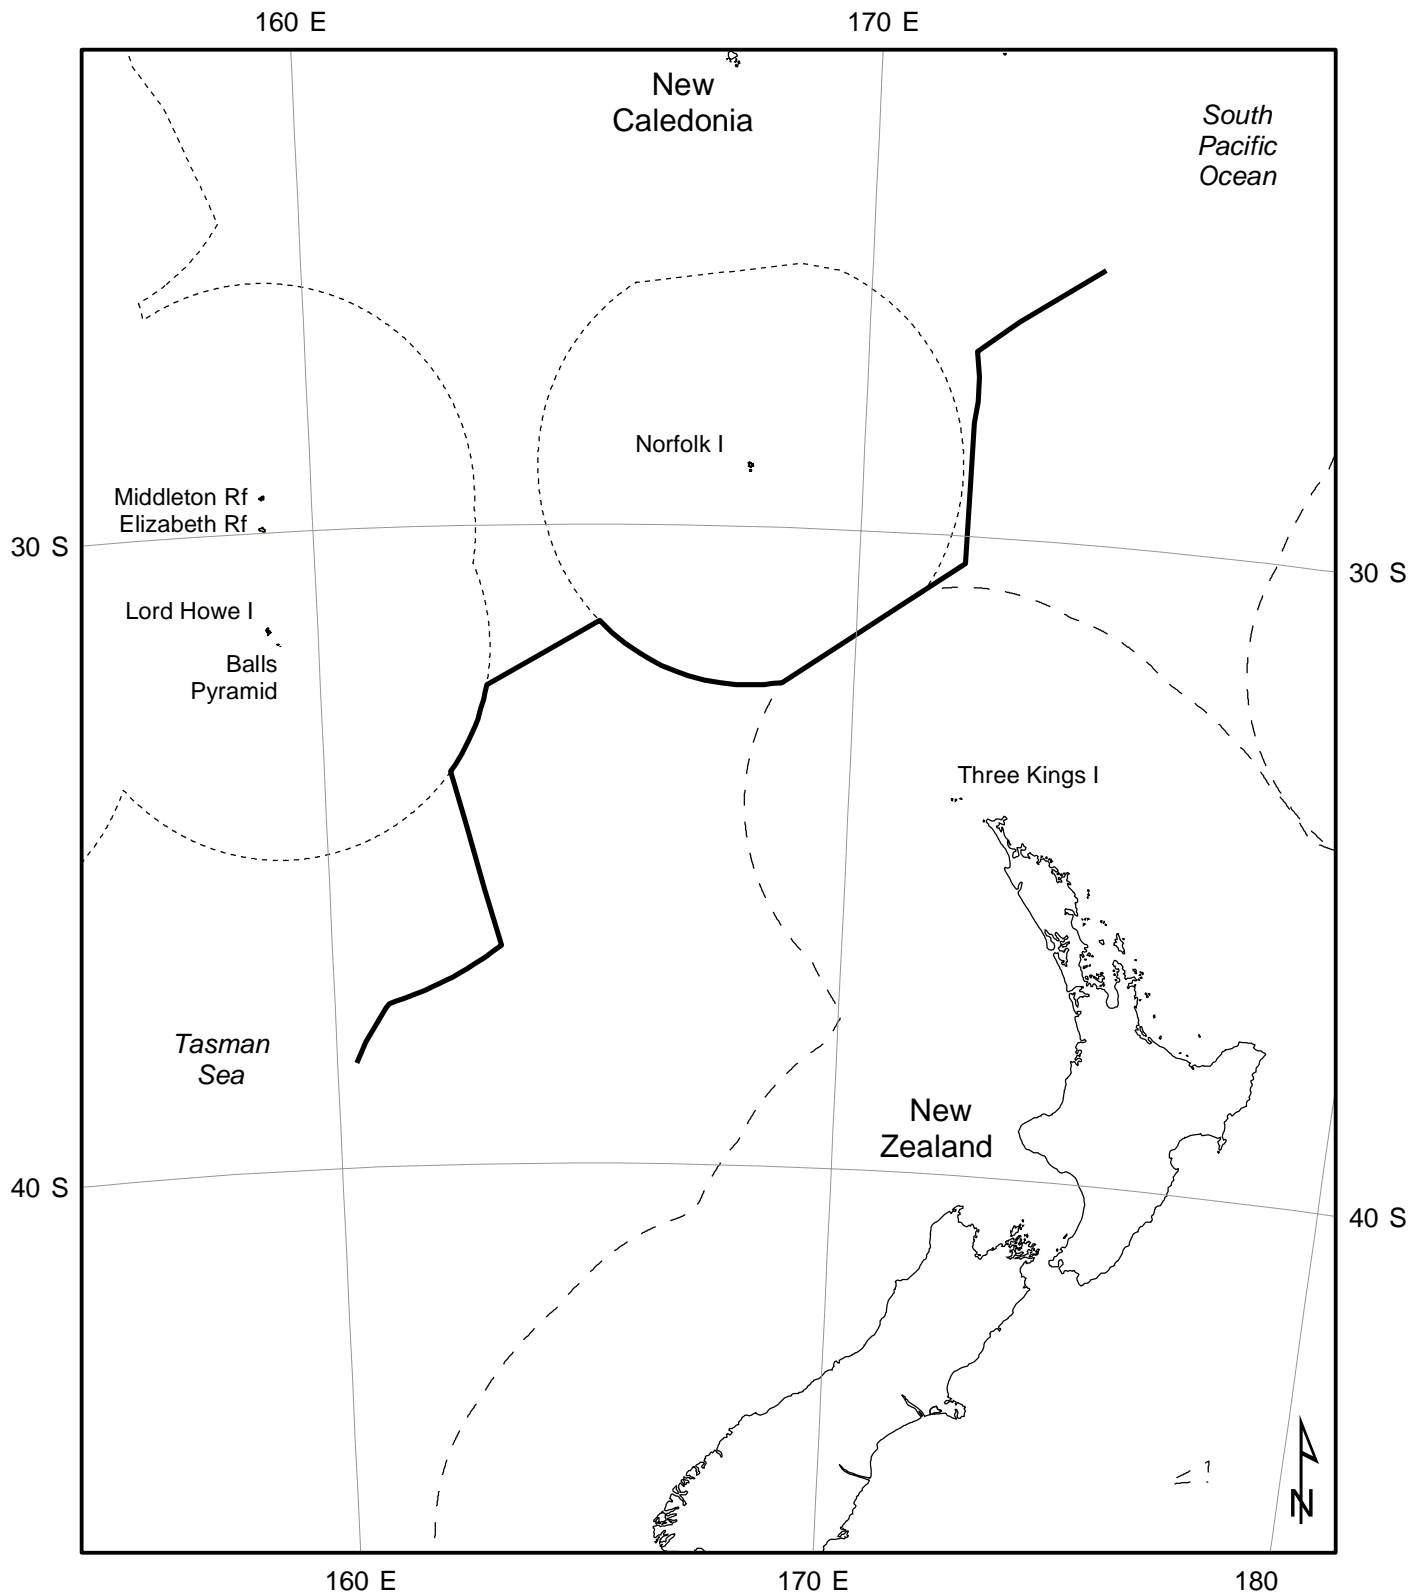 160 E
170 E
New
Caledonia
South
Pacific
Ocean
Norfolk I
Middleton Rf
Elizabeth Rf
30 S
30 S
Lord Howe I
Balls
Pyramid
Three Kings I
Tasman
Sea
New
Zealand
40 S
40 S
N
160 E
170 E
180